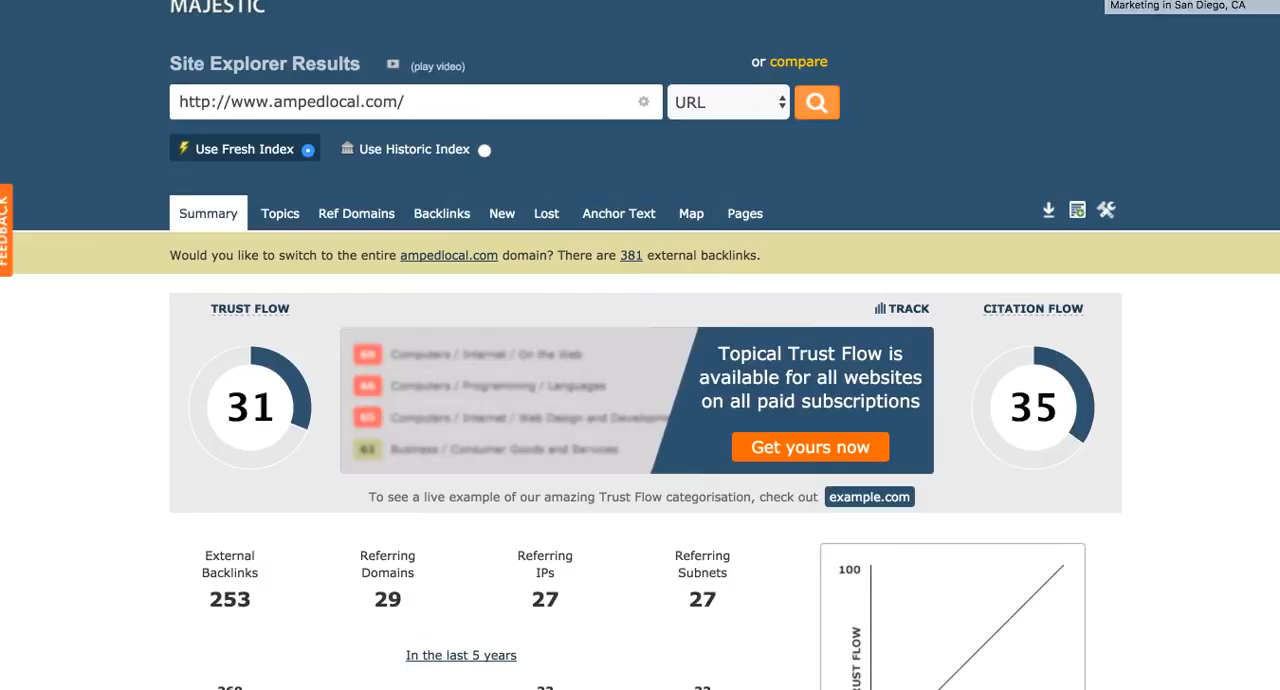 MAJESTIC
Marketing in San Diego, CA
Site Explorer Results (play video) or compare
http://www.ampedlocal.com/ URL
Use Fresh Index Use Historic Index
FEEDBACK
Summary Topics Ref Domains Backlinks New Lost Anchor Text Map Pages
Would you like to switch to the entire ampedlocal.com domain? There are 381 external backlinks.
TRUST FLOW
TRACK
CITATION FLOW
31
Computers / Internet / On the Web
Computers / Programming / Languages
Computers / Internet / Web Design and
Business / Consumer Goods and Services
Topical Trust Flow is
available for all websites
on all paid subscriptions
Get yours now
35
To see a live example of our amazing Trust Flow categorisation, check out example.com
External
Backlinks
253
Referring
Domains
29
Referring
IPs
27
Referring
Subnets
27
In the last 5 years
100
TRUST FLOW